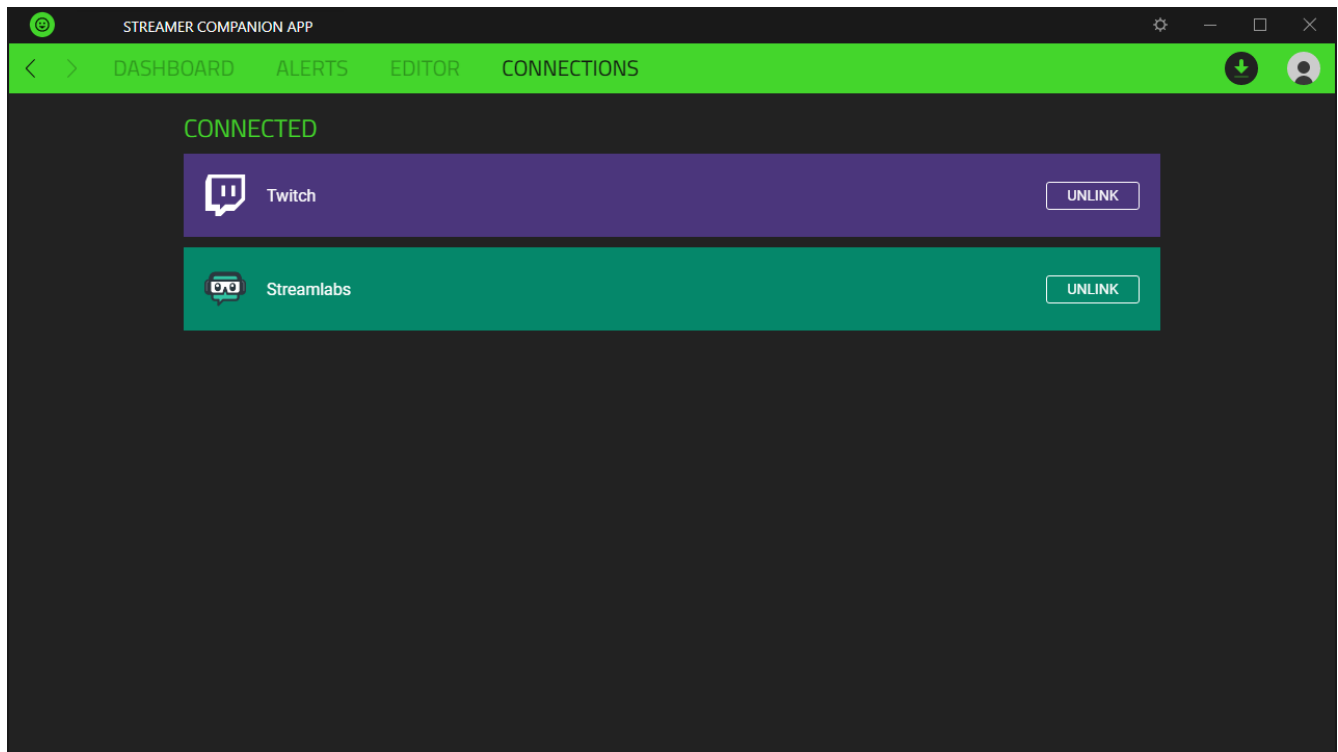 STREAMER COMPANION APP
DASHBOARD ALERTS EDITOR CONNECTIONS
CONNECTED
Twitch UNLINK
Streamlabs UNLINK